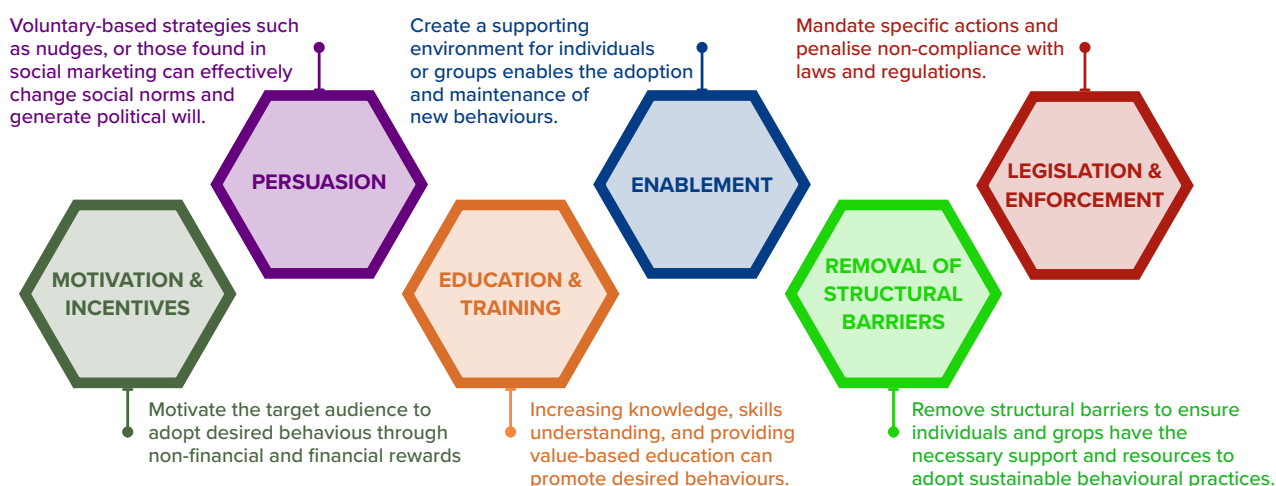 Voluntary-based strategies such
as nudges, or those found in
social marketing can effectively
change social norms and
generate political will.
Create a supporting
environment for individuals
or groups enables the adoption
and maintenance of
new behaviours.
Mandate specific actions and
penalise non-compliance with
laws and regulations.
PERSUASION
ENABLEMENT
LEGISLATION &
ENFORCEMENT
MOTIVATION &
INCENTIVES
EDUCATION &
TRAINING
REMOVAL OF
STRUCTURAL
BARRIERS
Motivate the target audience to
adopt desired behavious through
non-financial and financial rewards
Increasing knowledge, skills
understanding, and providing
value-based education can
promote desired behaviours.
Remove structural barriers to ensure
individuals and grops have the
necessary support and resources to
adopt sustainable behavioural practices.